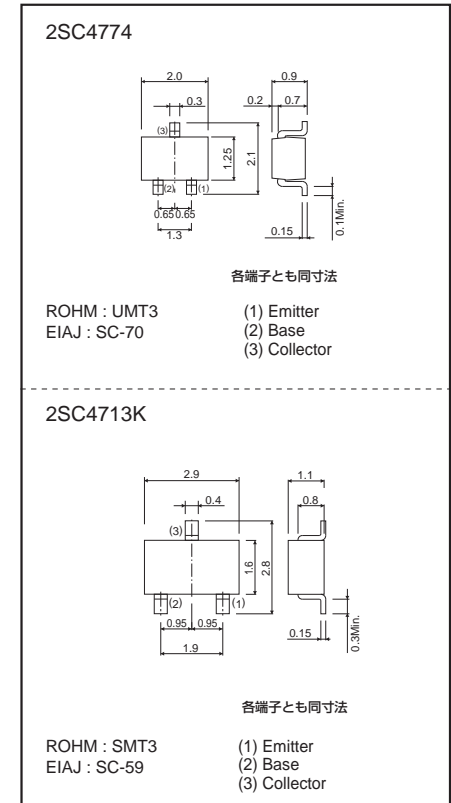 2SC4774
2.0
0.3
0.9
0.2
0.7
(3)
1.25
2.1
(2)
(1)
0.65
0.65
1.3
0.15
0.1Min.
各端子とも同寸法
ROHM : UMT3
EIAJ : SC-70
(1) Emitter
(2) Base
(3) Collector
2SC4713K
2.9
0.4
1.1
0.8
(3)
1.6
2.8
(2)
(1)
0.95
0.95
1.9
0.15
0.3Min.
各端子とも同寸法
ROHM : SMT3
EIAJ : SC-59
(1) Emitter
(2) Base
(3) Collector